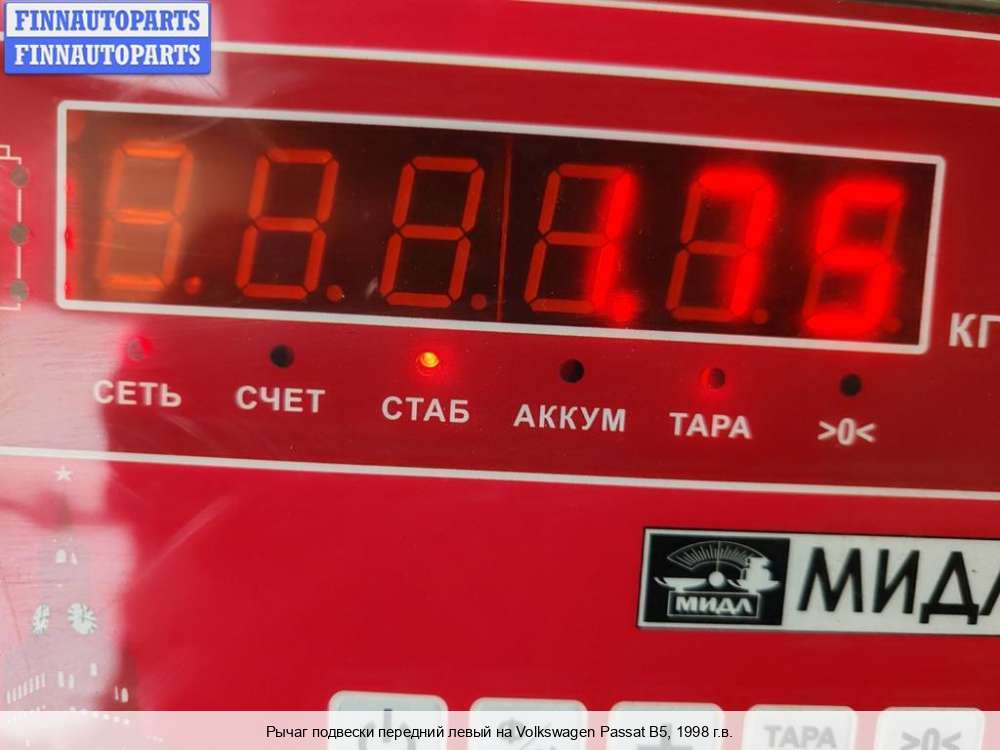 FINNAUTOPARTS
FINNAUTOPARTS
1.75
КГ
СЕТЬ СЧЕТ СТАБ АККУМ ТАРА >0<
МИДЛ МИДЛ
ТАРА >0<
Рычаг подвески передний левый на Volkswagen Passat B5, 1998 г.в.